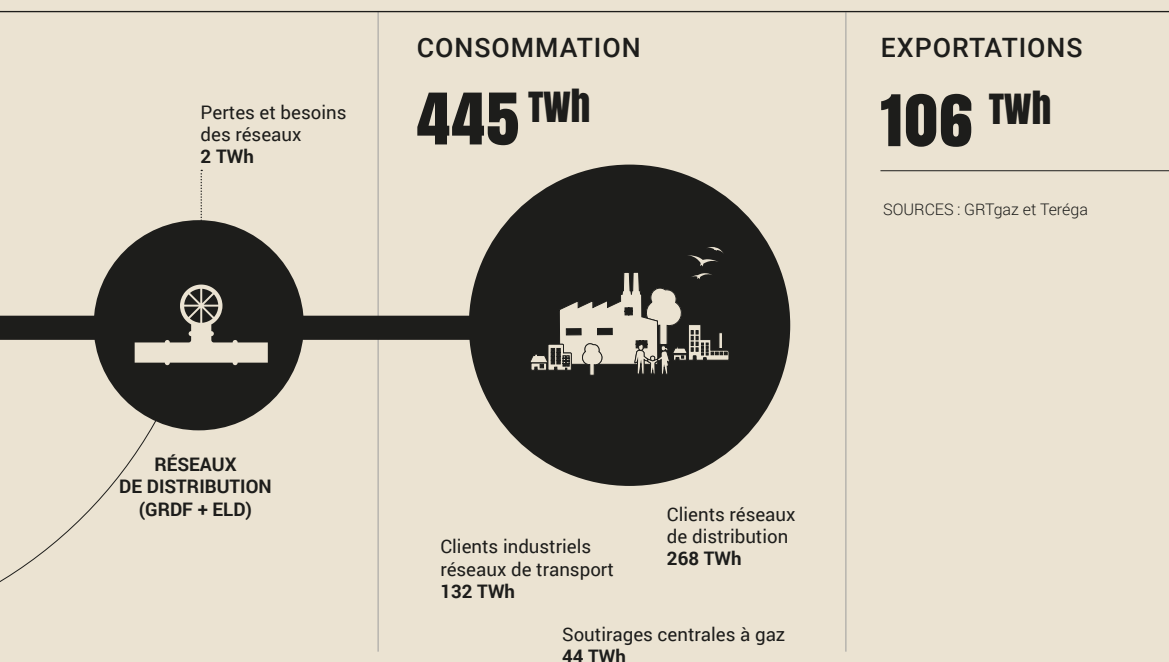 Pertes et besoins
des réseaux
2 TWh
RÉSEAUX
DE DISTRIBUTION
(GRDF + ELD)
CONSOMMATION
445 TWh
Clients industriels
réseaux de transport
132 TWh
Clients réseaux
de distribution
268 TWh
Soutirages centrales à gaz
44 TWh
EXPORTATIONS
106 TWh
SOURCES : GRTgaz et Teréga